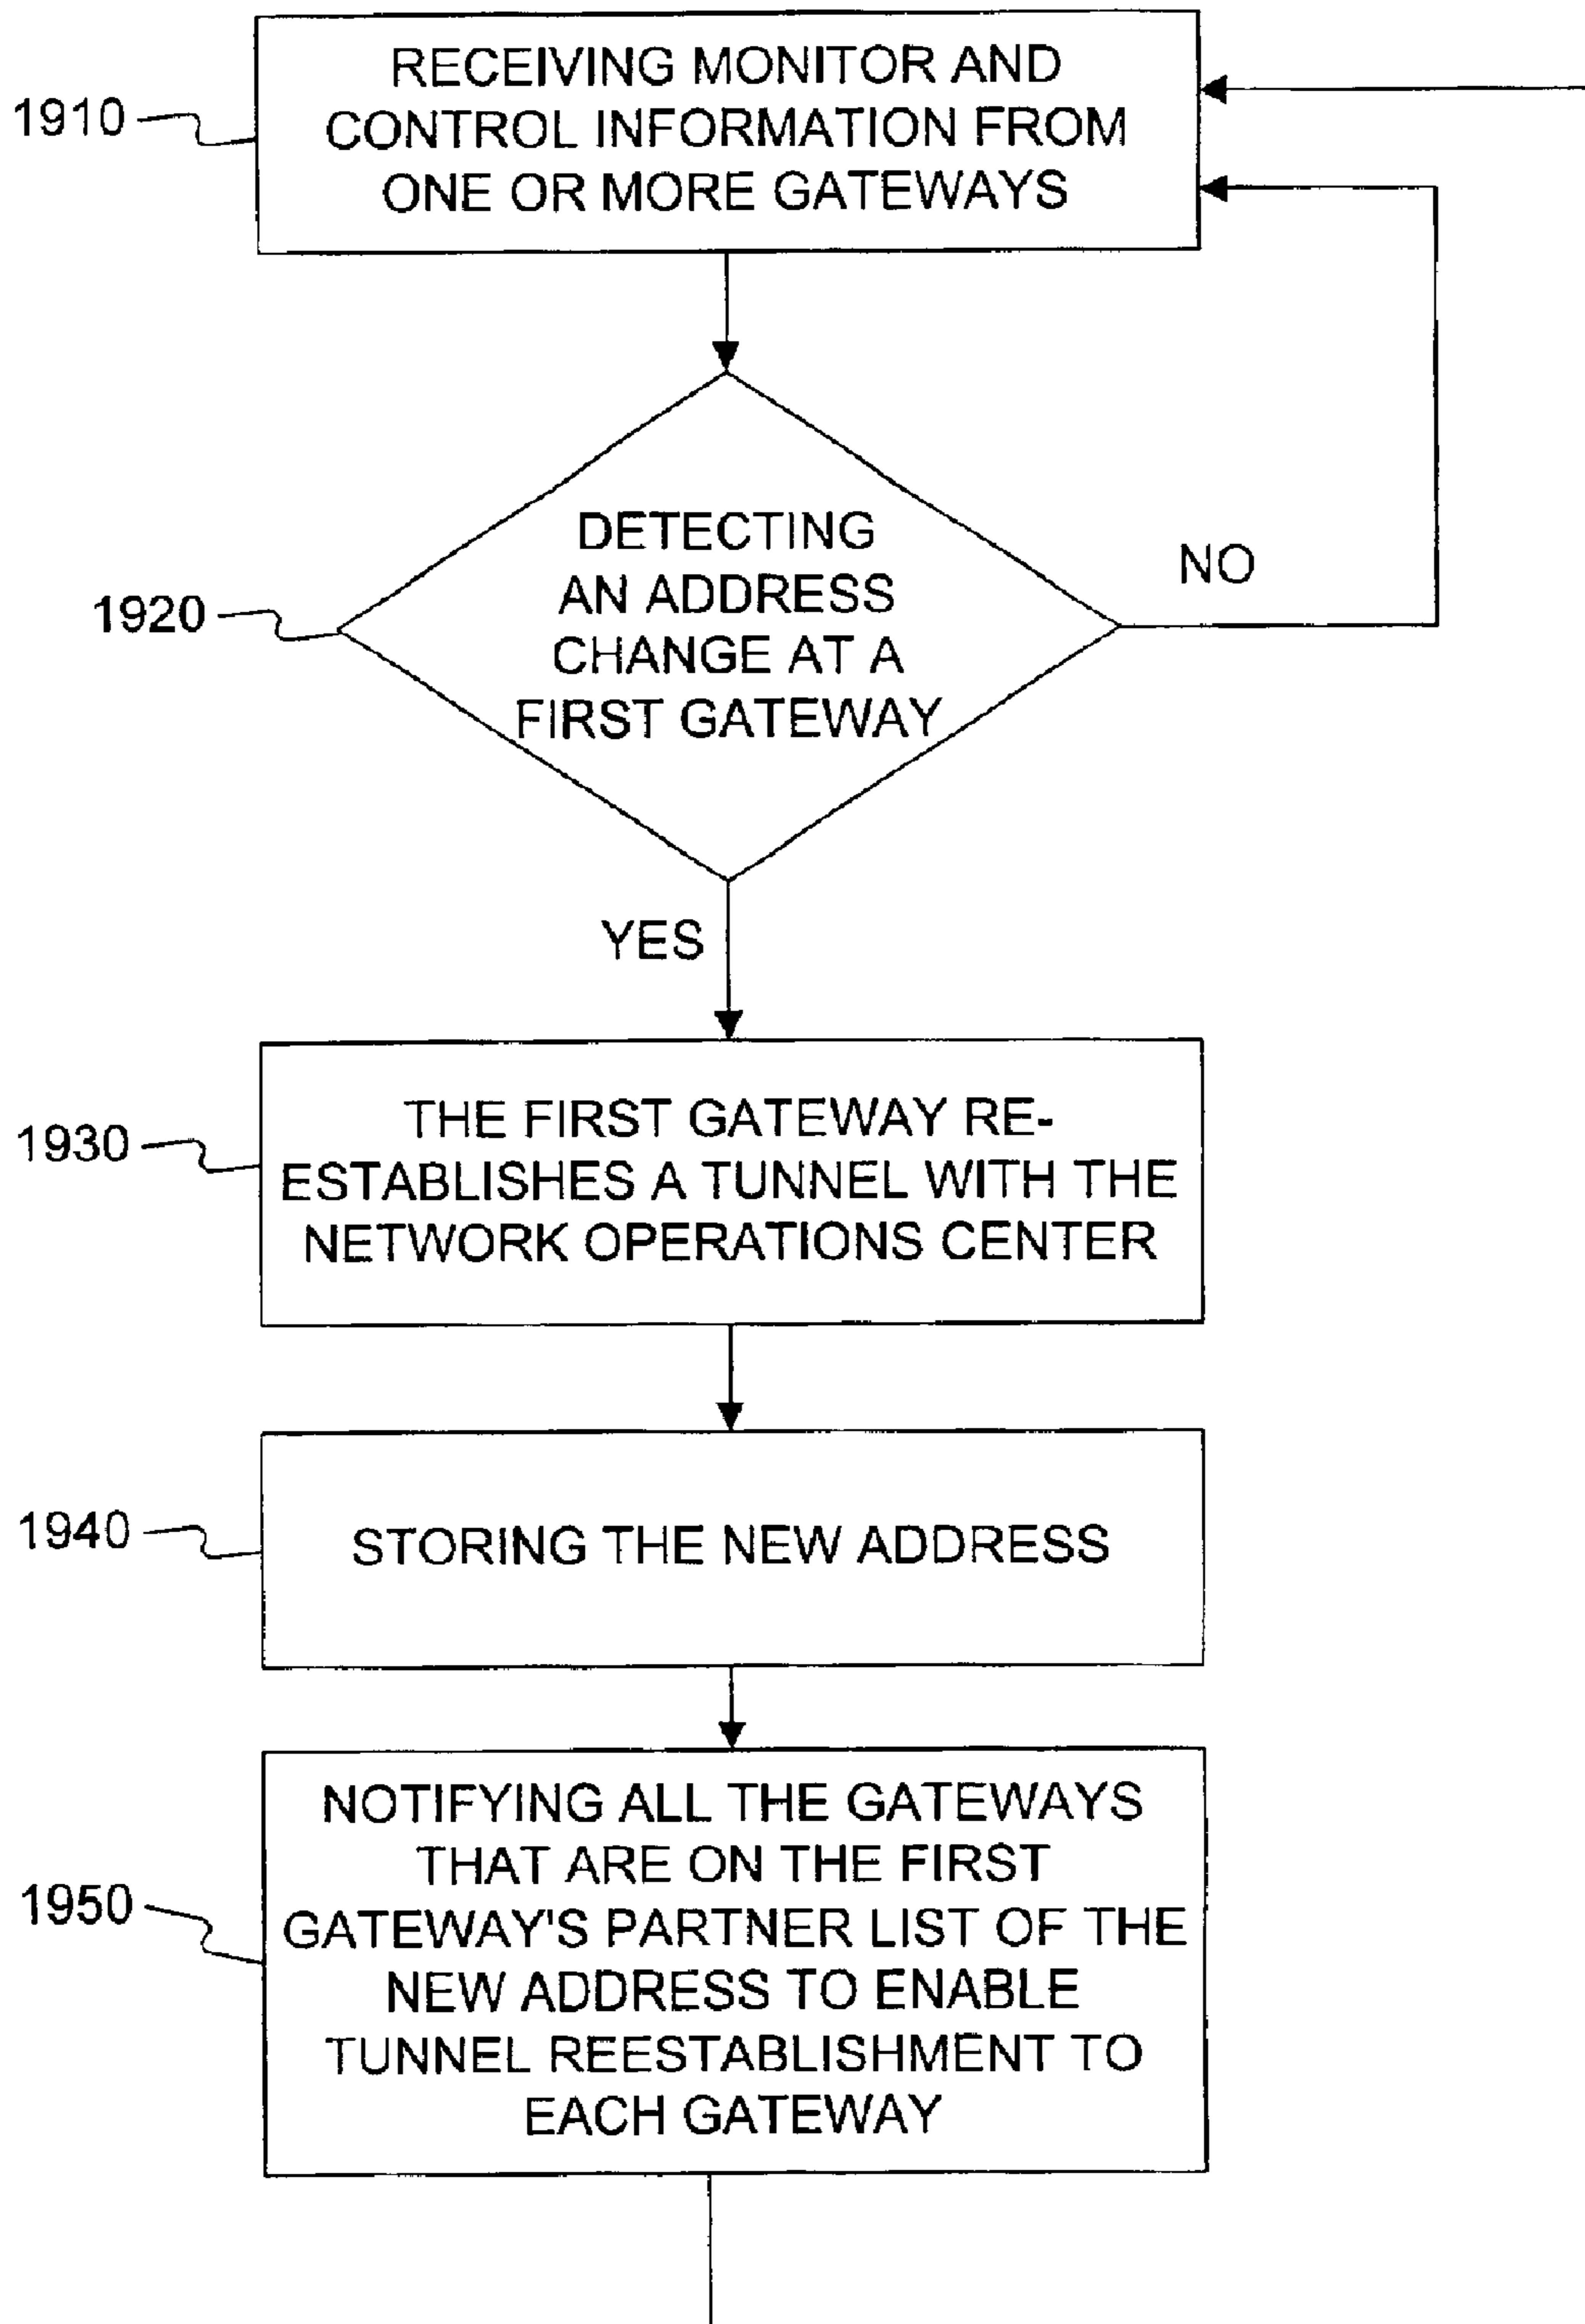 RECEIVING MONITOR AND
CONTROL INFORMATION FROM
ONE OR MORE GATEWAYS
1910
DETECTING
AN ADDRESS
CHANGE AT A
FIRST GATEWAY
1920
NO
YES
THE FIRST GATEWAY RE-
ESTABLISHES A TUNNEL WITH THE
NETWORK OPERATIONS CENTER
1930
STORING THE NEW ADDRESS
1940
NOTIFYING ALL THE GATEWAYS
THAT ARE ON THE FIRST
GATEWAY'S PARTNER LIST OF THE
NEW ADDRESS TO ENABLE
TUNNEL REESTABLISHMENT TO
EACH GATEWAY
1950